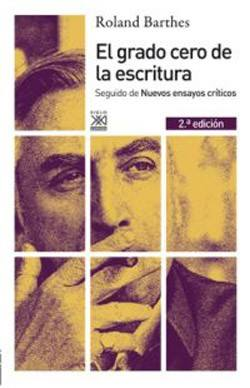 Roland Barthes
El grado cero de
la escritura
Seguido de Nuevos ensayos críticos
SIGLO
XXI
2.ª edición